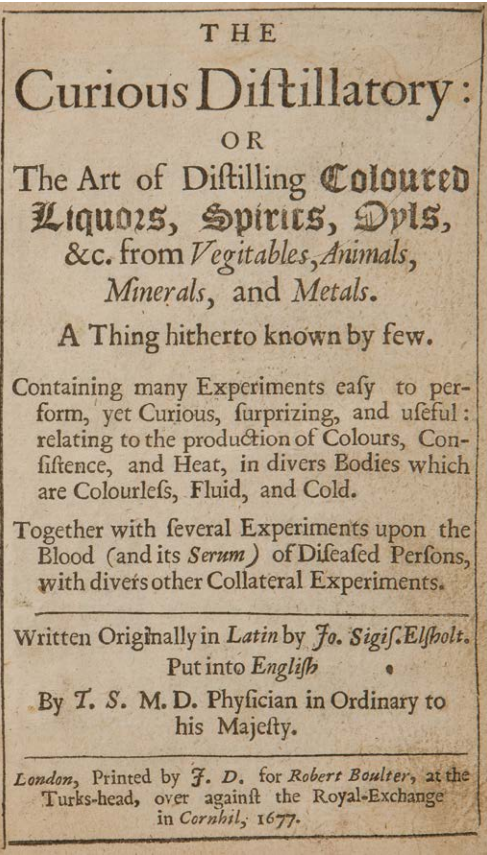 THE
Curious Diſtillatory:
OR
The Art of Diſtilling Coloured
Liquors, Spirits, Oyls,
&c. from Vegitables, Animals,
Minerals, and Metals.
A Thing hitherto known by few.
Containing many Experiments eaſy to per-
form, yet Curious, ſurprizing, and uſeful:
relating to the production of Colours, Con-
ſiſtence, and Heat, in divers Bodies which
are Colourleſs, Fluid, and Cold.
Together with ſeveral Experiments upon the
Blood (and its Serum) of Diſeaſed Perſons,
with divers other Collateral Experiments.
Written Originally in Latin by Jo. Sigiſ. Elſholt.
Put into Engliſh
By T. S. M. D. Phyſician in Ordinary to
his Majeſty.
London, Printed by J. D. for Robert Boulter, at the
Turks-head, over againſt the Royal-Exchange
in Cornhil, 1677.